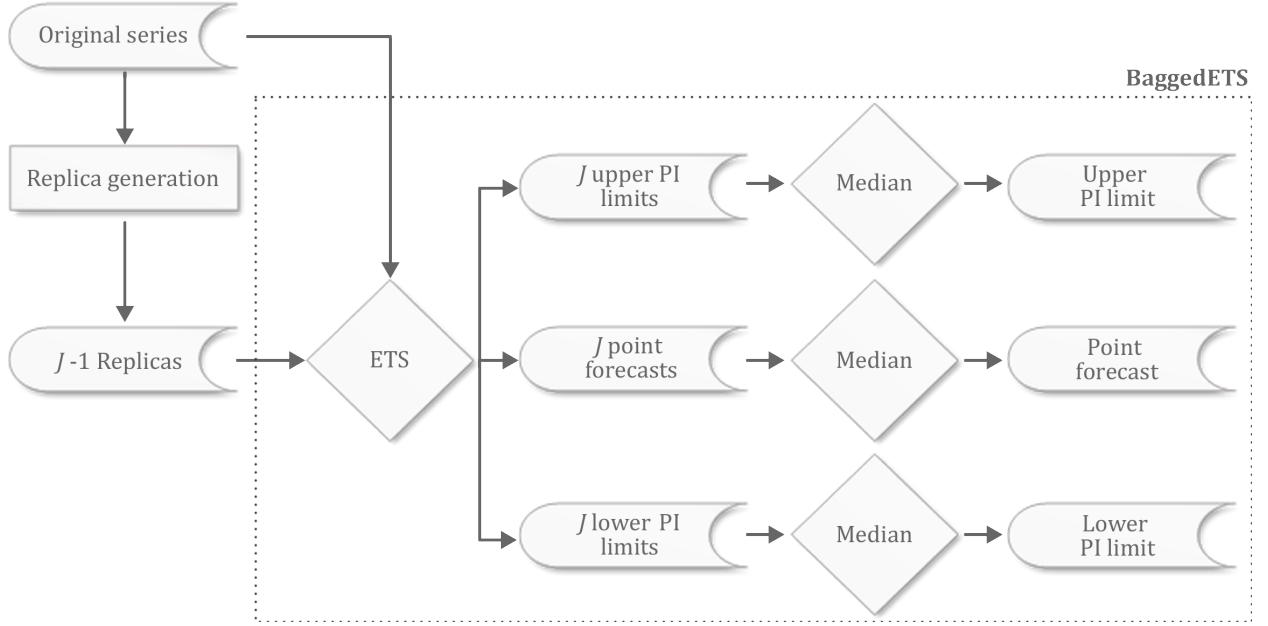 Original series
BaggedETS
Replica generation
J upper PI
limits
Median
Upper
PI limit
J -1 Replicas
ETS
J point
forecasts
Median
Point
forecast
J lower PI
limits
Median
Lower
PI limit